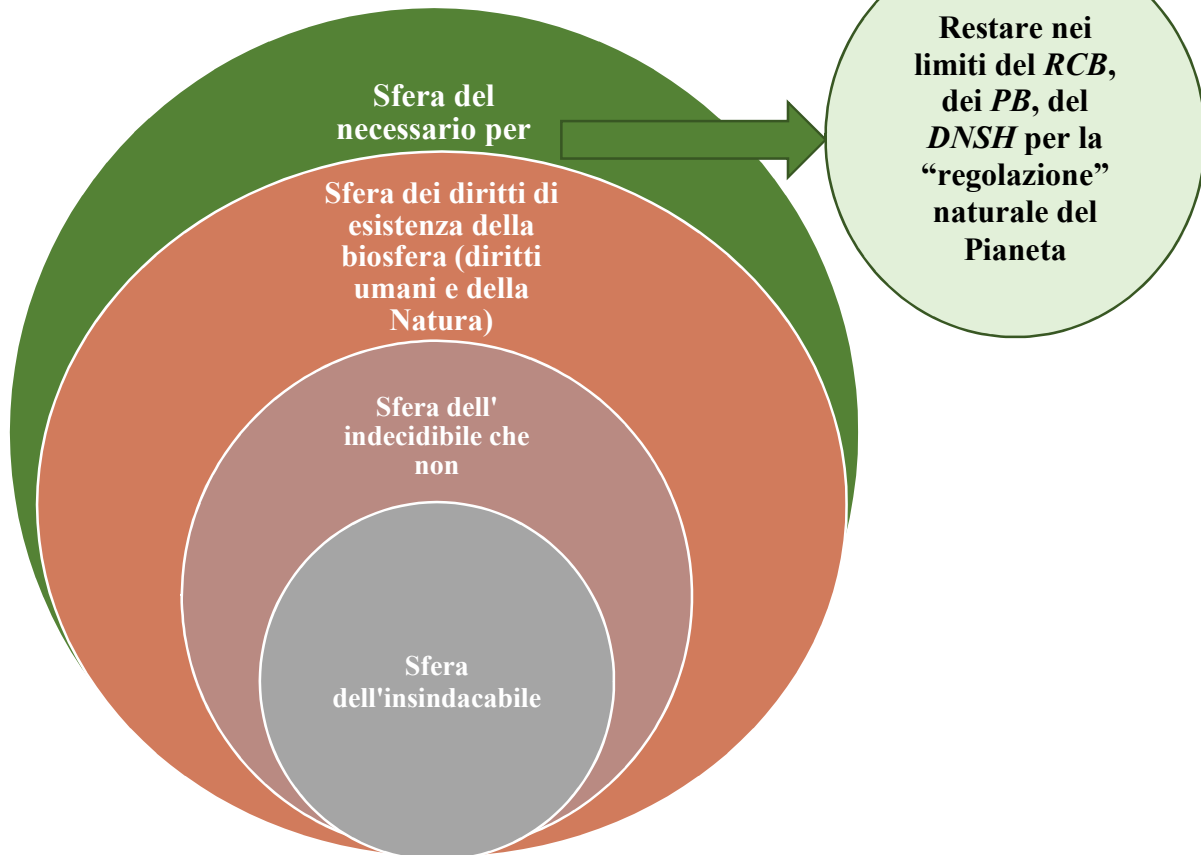 Sfera del
necessario per
Sfera dei diritti di
esistenza della
biosfera (diritti
umani e della
Natura)
Sfera dell'
indecidibile che
non
Sfera
dell'insindacabile
Restare nei
limiti del RCB,
dei PB, del
DNSH per la
“regolazione”
naturale del
Pianeta